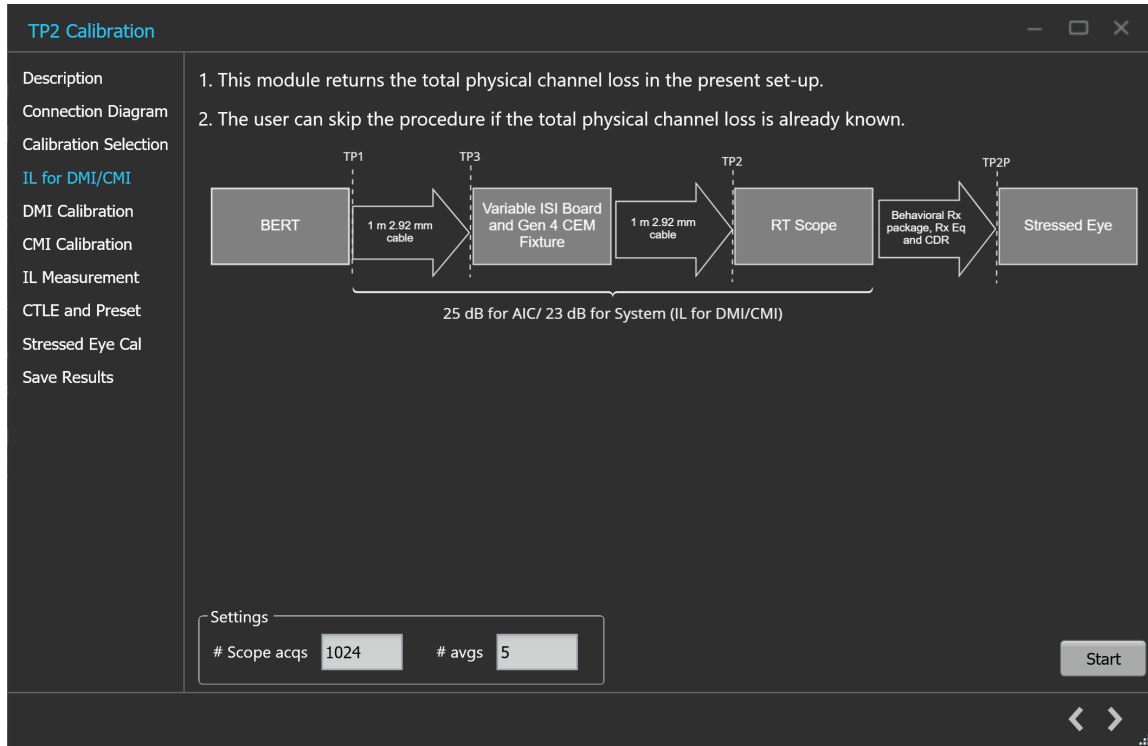 TP2 Calibration
Description
Connection Diagram
Calibration Selection
IL for DMI/CMI
DMI Calibration
CMI Calibration
IL Measurement
CTLE and Preset
Stressed Eye Cal
Save Results
1. This module returns the total physical channel loss in the present set-up.
2. The user can skip the procedure if the total physical channel loss is already known.
TP1
TP3
TP2
TP2P
BERT
1 m 2.92 mm
cable
Variable ISI Board
and Gen 4 CEM
Fixture
1 m 2.92 mm
cable
RT Scope
Behavioral Rx
package, Rx Eq
and CDR
Stressed Eye
25 dB for AIC/ 23 dB for System (IL for DMI/CMI)
Settings
# Scope acqs 1024 # avgs 5
Start